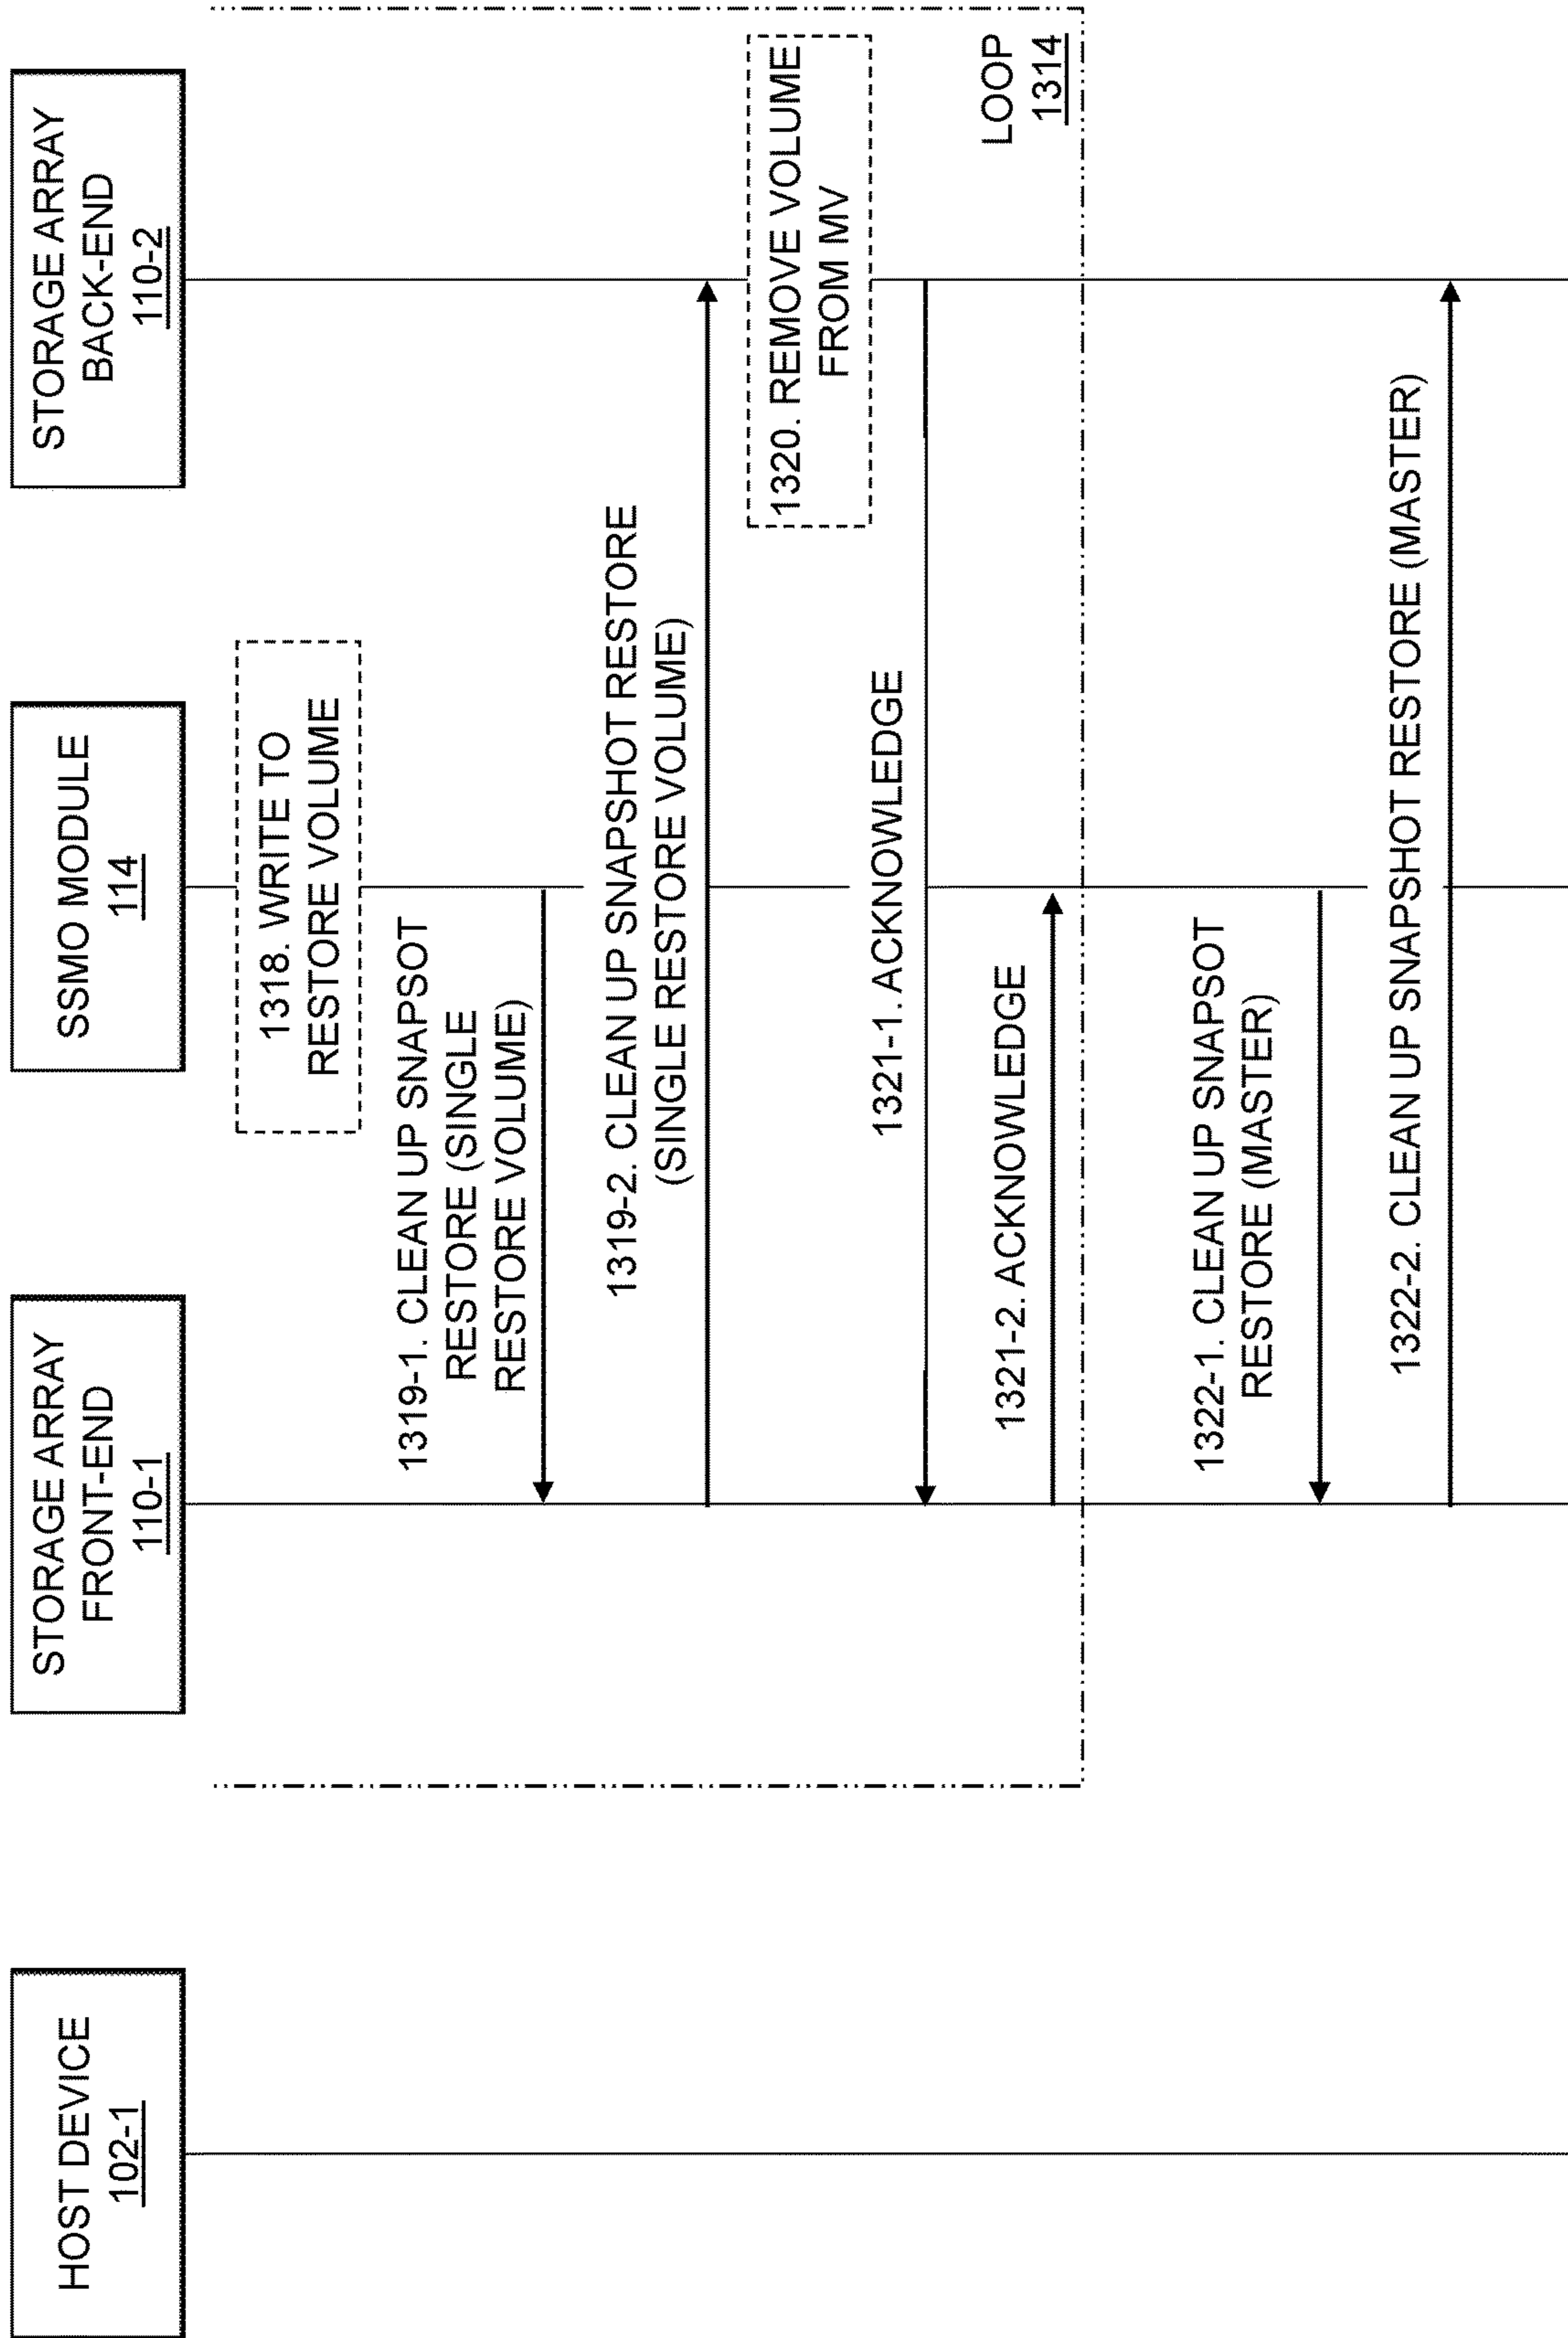 HOST DEVICE
102-1
STORAGE ARRAY
FRONT-END
110-1
SSMO MODULE
114
STORAGE ARRAY
BACK-END
110-2
1318. WRITE TO
RESTORE VOLUME
1319-1. CLEAN UP SNAPSOT
RESTORE (SINGLE
RESTORE VOLUME)
1319-2. CLEAN UP SNAPSHOT RESTORE
(SINGLE RESTORE VOLUME)
1320. REMOVE VOLUME
FROM MV
1321-1. ACKNOWLEDGE
1321-2. ACKNOWLEDGE
LOOP
1314
1322-1. CLEAN UP SNAPSOT
RESTORE (MASTER)
1322-2. CLEAN UP SNAPSHOT RESTORE (MASTER)